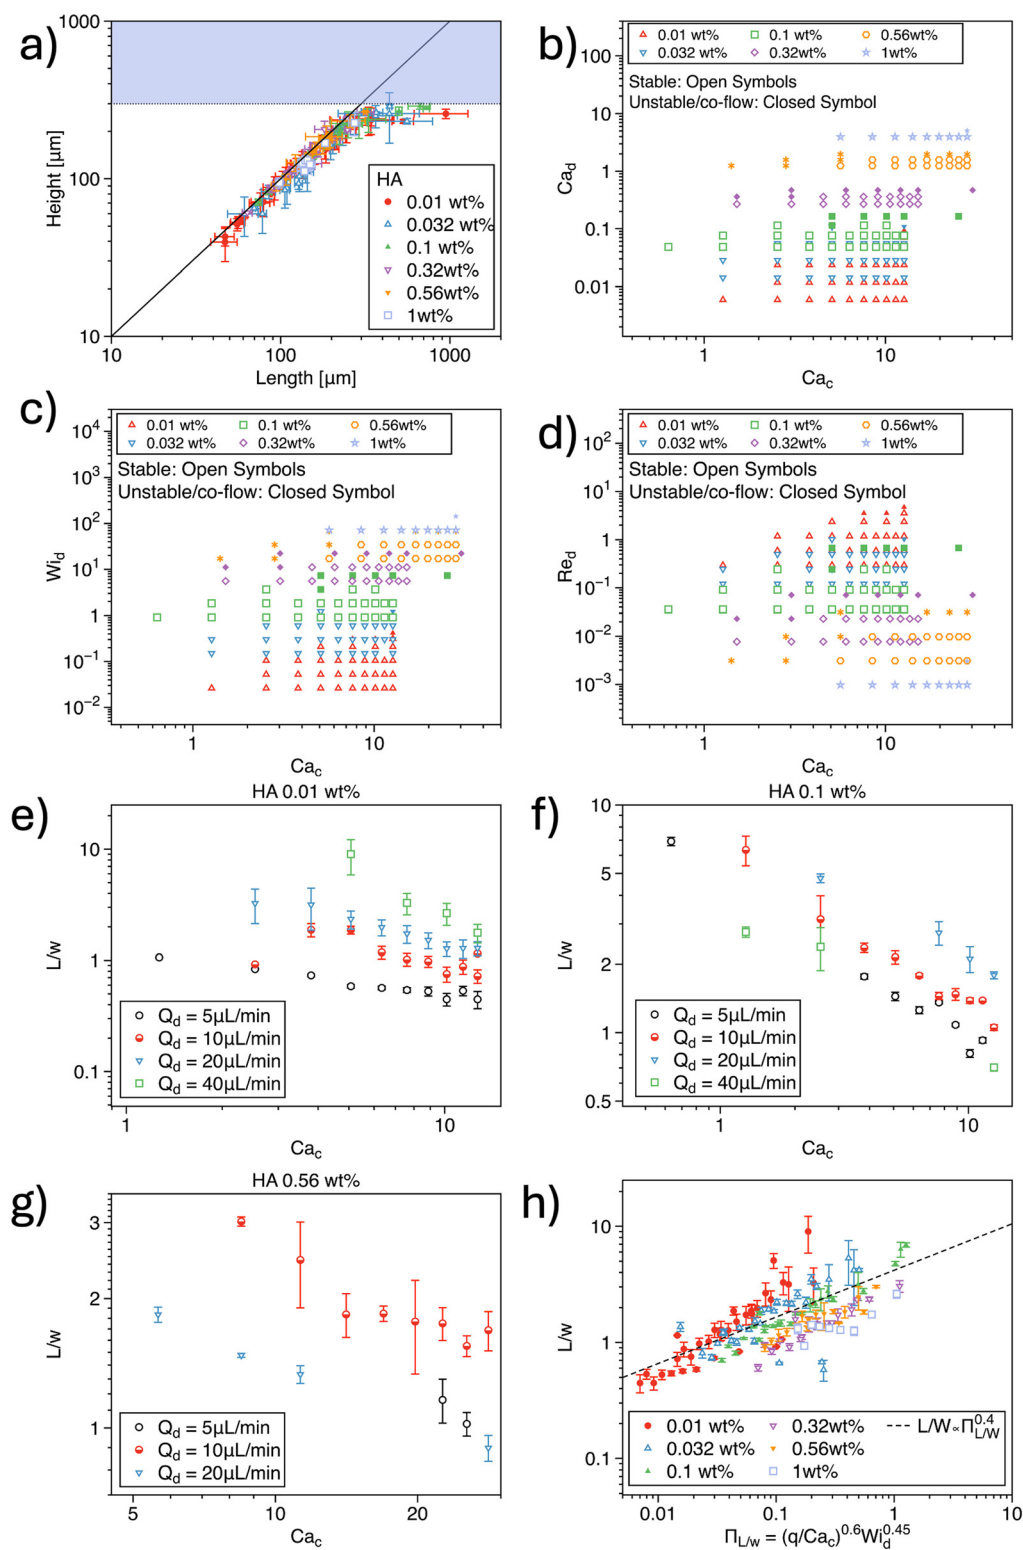 a)
1000
100
10
Height [µm]
10
100
1000
Length [µm]
HA
0.01 wt%
0.032 wt%
0.1 wt%
0.32wt%
0.56wt%
1wt%
b)
0.01 wt%
0.1 wt%
0.56wt%
0.032 wt%
0.32wt%
1wt%
Stable: Open Symbols
Unstable/co-flow: Closed Symbol
100
10
1
0.1
0.01
Ca_d
1
10
Ca_c
c)
0.01 wt%
0.1 wt%
0.56wt%
0.032 wt%
0.32wt%
1wt%
Stable: Open Symbols
Unstable/co-flow: Closed Symbol
10^4
10^3
10^2
10^1
1
10^-1
10^-2
Wi_d
1
10
Ca_c
d)
0.01 wt%
0.1 wt%
0.56wt%
0.032 wt%
0.32wt%
1wt%
Stable: Open Symbols
Unstable/co-flow: Closed Symbol
10^2
10^1
1
10^-1
10^-2
10^-3
Re_d
1
10
Ca_c
e)
HA 0.01 wt%
10
1
0.1
L/w
Q_d = 5µL/min
Q_d = 10µL/min
Q_d = 20µL/min
Q_d = 40µL/min
1
10
Ca_c
f)
HA 0.1 wt%
10
5
2
1
0.5
L/w
Q_d = 5µL/min
Q_d = 10µL/min
Q_d = 20µL/min
Q_d = 40µL/min
1
10
Ca_c
g)
HA 0.56 wt%
3
2
1
L/w
Q_d = 5µL/min
Q_d = 10µL/min
Q_d = 20µL/min
5
10
20
Ca_c
h)
10
1
0.1
L/w
0.01 wt%
0.32wt%
L/W∝Π_L/W^0.4
0.032 wt%
0.56wt%
0.1 wt%
1wt%
0.01
0.1
1
10
Π_L/w = (q/Ca_c)^0.6Wi_d^0.45